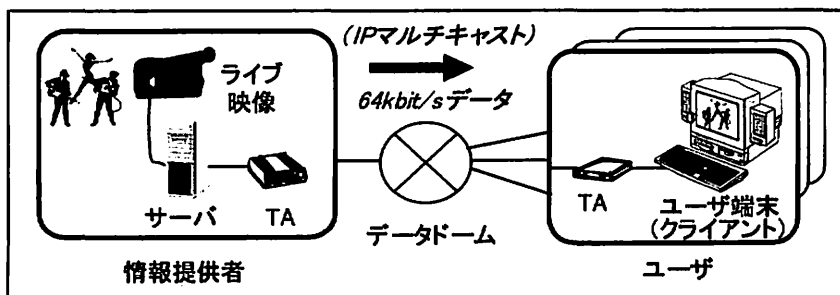 (IPマルチキャスト)
ライブ
映像
64kbit/sデータ
サーバ
TA
データドーム
TA
ユーザ端末
(クライアント)
情報提供者
ユーザ